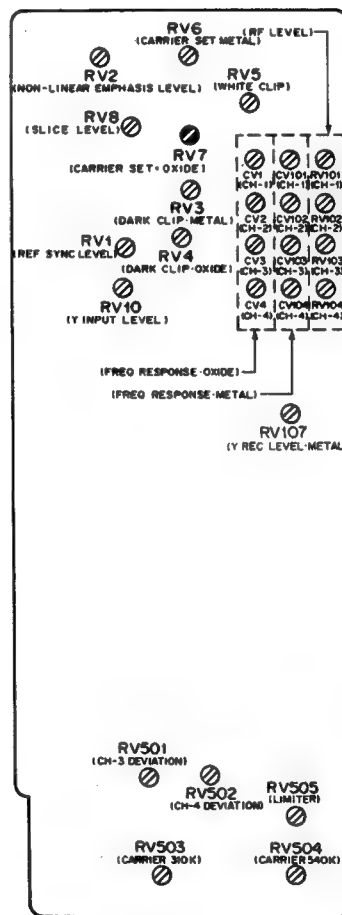 RV6
(CARRIER SET METAL)
(RF LEVEL)
RV2
(NON-LINEAR EMPHASIS LEVEL)
RV5
(WHITE CLIP)
RV8
(SLICE LEVEL)
RV7
(CARRIER SET·OXIDE)
CV1 CV101 RV101
(CH-1) (CH-1) (CH-1)
RV3
(DARK CLIP·METAL)
CV2 CV102 RV102
(CH-2) (CH-2) (CH-2)
RV1
(REF SYNC LEVEL)
RV4
(DARK CLIP·OXIDE)
CV3 CV103 RV103
(CH-3) (CH-3) (CH-3)
RV10
(Y INPUT LEVEL)
CV4 CV104 RV104
(CH-4) (CH-4) (CH-4)
(FREQ RESPONSE·OXIDE)
(FREQ RESPONSE·METAL)
RV107
(Y REC LEVEL·METAL
RV501
(CH-3 DEVIATION)
RV502
(CH-4 DEVIATION)
RV505
(LIMITER)
RV503
(CARRIER 310K)
RV504
(CARRIER 540K)